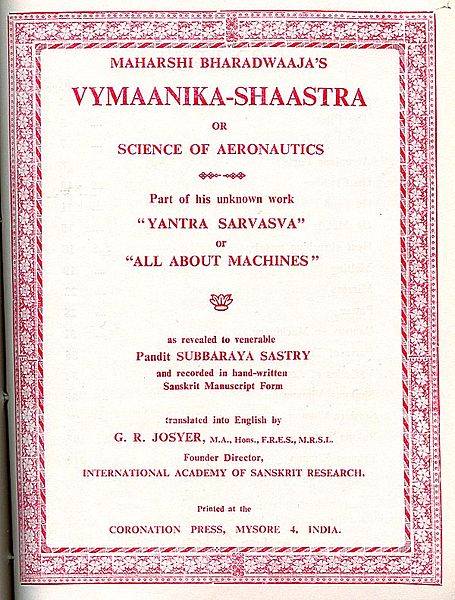 MAHARSHI BHARADWAAJA'S
VYMAANIKA-SHAASTRA
OR
SCIENCE OF AERONAUTICS
Part of his unknown work
"YANTRA SARVASVA"
or
"ALL ABOUT MACHINES"
as revealed to venerable
Pandit SUBBARAYA SASTRY
and recorded in hand-written
Sanskrit Manuscript Form
translated into English by
G. R. JOSYER, M.A., Hons., F.R.E.S., M.R.S.L.
Founder Director,
INTERNATIONAL ACADEMY OF SANSKRIT RESEARCH.
Printed at the
CORONATION PRESS, MYSORE 4, INDIA.